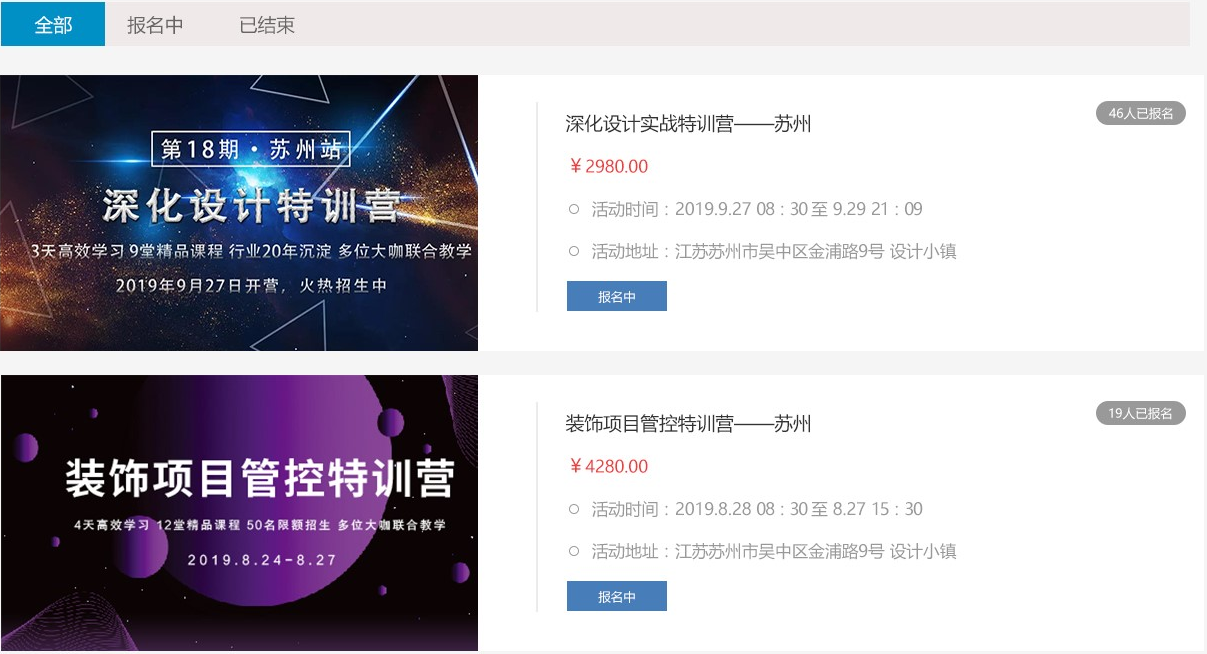 全部 报名中 已结束
第18期·苏州站
深化设计特训营
3天高效学习 9堂精品课程 行业20年沉淀 多位大咖联合教学
2019年9月27日开营，火热招生中
深化设计实战特训营——苏州
46人已报名
￥2980.00
活动时间：2019.9.27 08：30 至 9.29 21：09
活动地址：江苏苏州市吴中区金浦路9号 设计小镇
报名中
装饰项目管控特训营
4天高效学习 12堂精品课程 50名限额招生 多位大咖联合教学
2019.8.24-8.27
装饰项目管控特训营——苏州
19人已报名
￥4280.00
活动时间：2019.8.28 08：30 至 8.27 15：30
活动地址：江苏苏州市吴中区金浦路9号 设计小镇
报名中